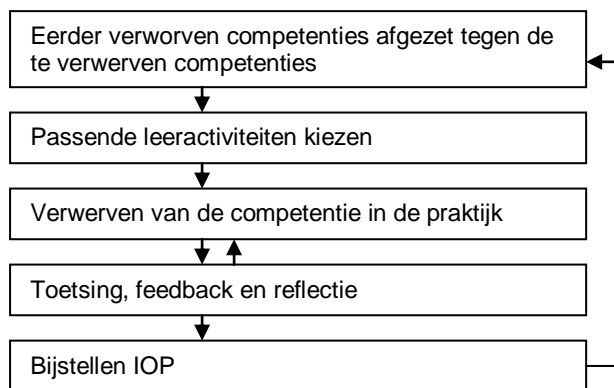 Eerder verworven competenties afgezet tegen de
te verwerven competenties
Passende leeractiviteiten kiezen
Verwerven van de competentie in de praktijk
Toetsing, feedback en reflectie
Bijstellen IOP